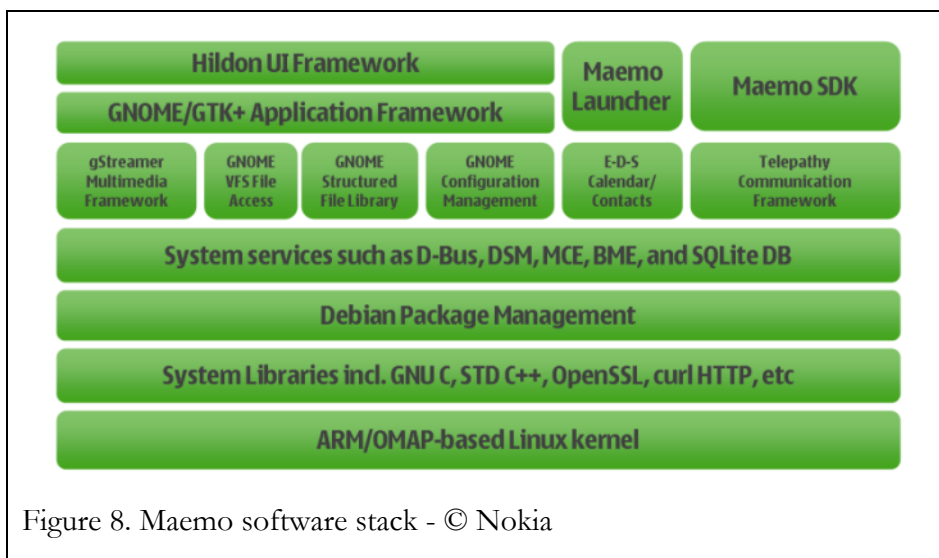 Hildon UI Framework
GNOME/GTK+ Application Framework
Maemo
Launcher
Maemo SDK
gStreamer
Multimedia
Framework
GNOME
VFS File
Access
GNOME
Structured
File Library
GNOME
Configuration
Management
E-D-S
Calendar/
Contacts
Telepathy
Communication
Framework
System services such as D-Bus, DSM, MCE, BME, and SQLite DB
Debian Package Management
System Libraries incl. GNU C, STD C++, OpenSSL, curl HTTP, etc
ARM/OMAP-based Linux kernel
Figure 8. Maemo software stack - © Nokia